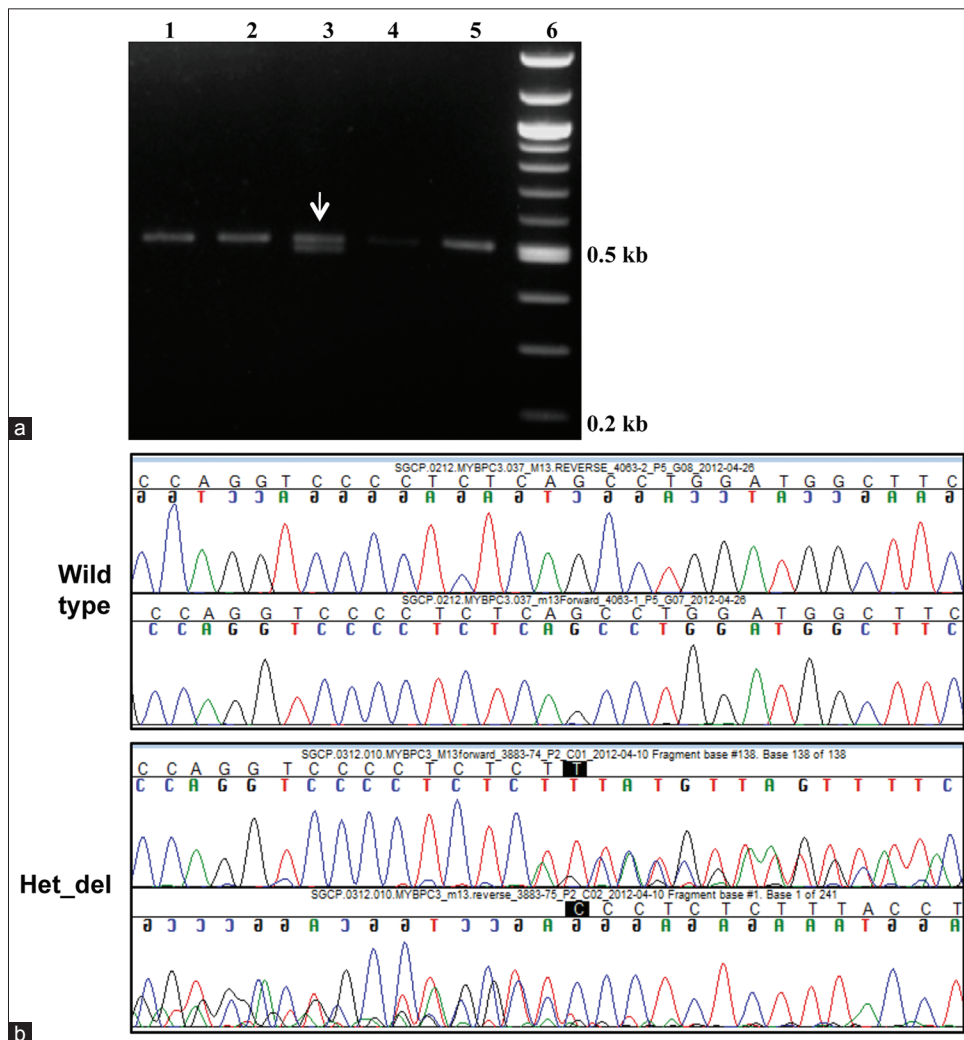 1 2 3 4 5 6
0.5 kb
0.2 kb
a
SGCP.0212.MYBPC3.037_M13.REVERSE_4063-2_P5_G08_2012-04-26
C C A G G T C C C C T C T C A G C C T G G A T G G C T T C
G G T C C A G G G G A G A G T C G G A C C T A C C G A A G
Wild type
SGCP.0212.MYBPC3.037_m13Forward_4063-1_P5_G07_2012-04-26
C C A G G T C C C C T C T C A G C C T G G A T G G C T T C
C C A G G T C C C C T C T C A G C C T G G A T G G C T T C
SGCP.0312.010.MYBPC3_M13forward_3883-74_P2_C01_2012-04-10 Fragment base #138. Base 138 of 138
C C A G G T C C C C T C T C T T
C C A G G T C C C C T C T C T T T A T G T T A G T T T T C
Het_del
SGCP.0312.010.MYBPC3_m13.reverse_3883-75_P2_C02_2012-04-10 Fragment base #1. Base 1 of 241
C C C T C T C T T T A C C T
G C C C G G A C G G T C C G A G G G A G A G A A A T G G A
b